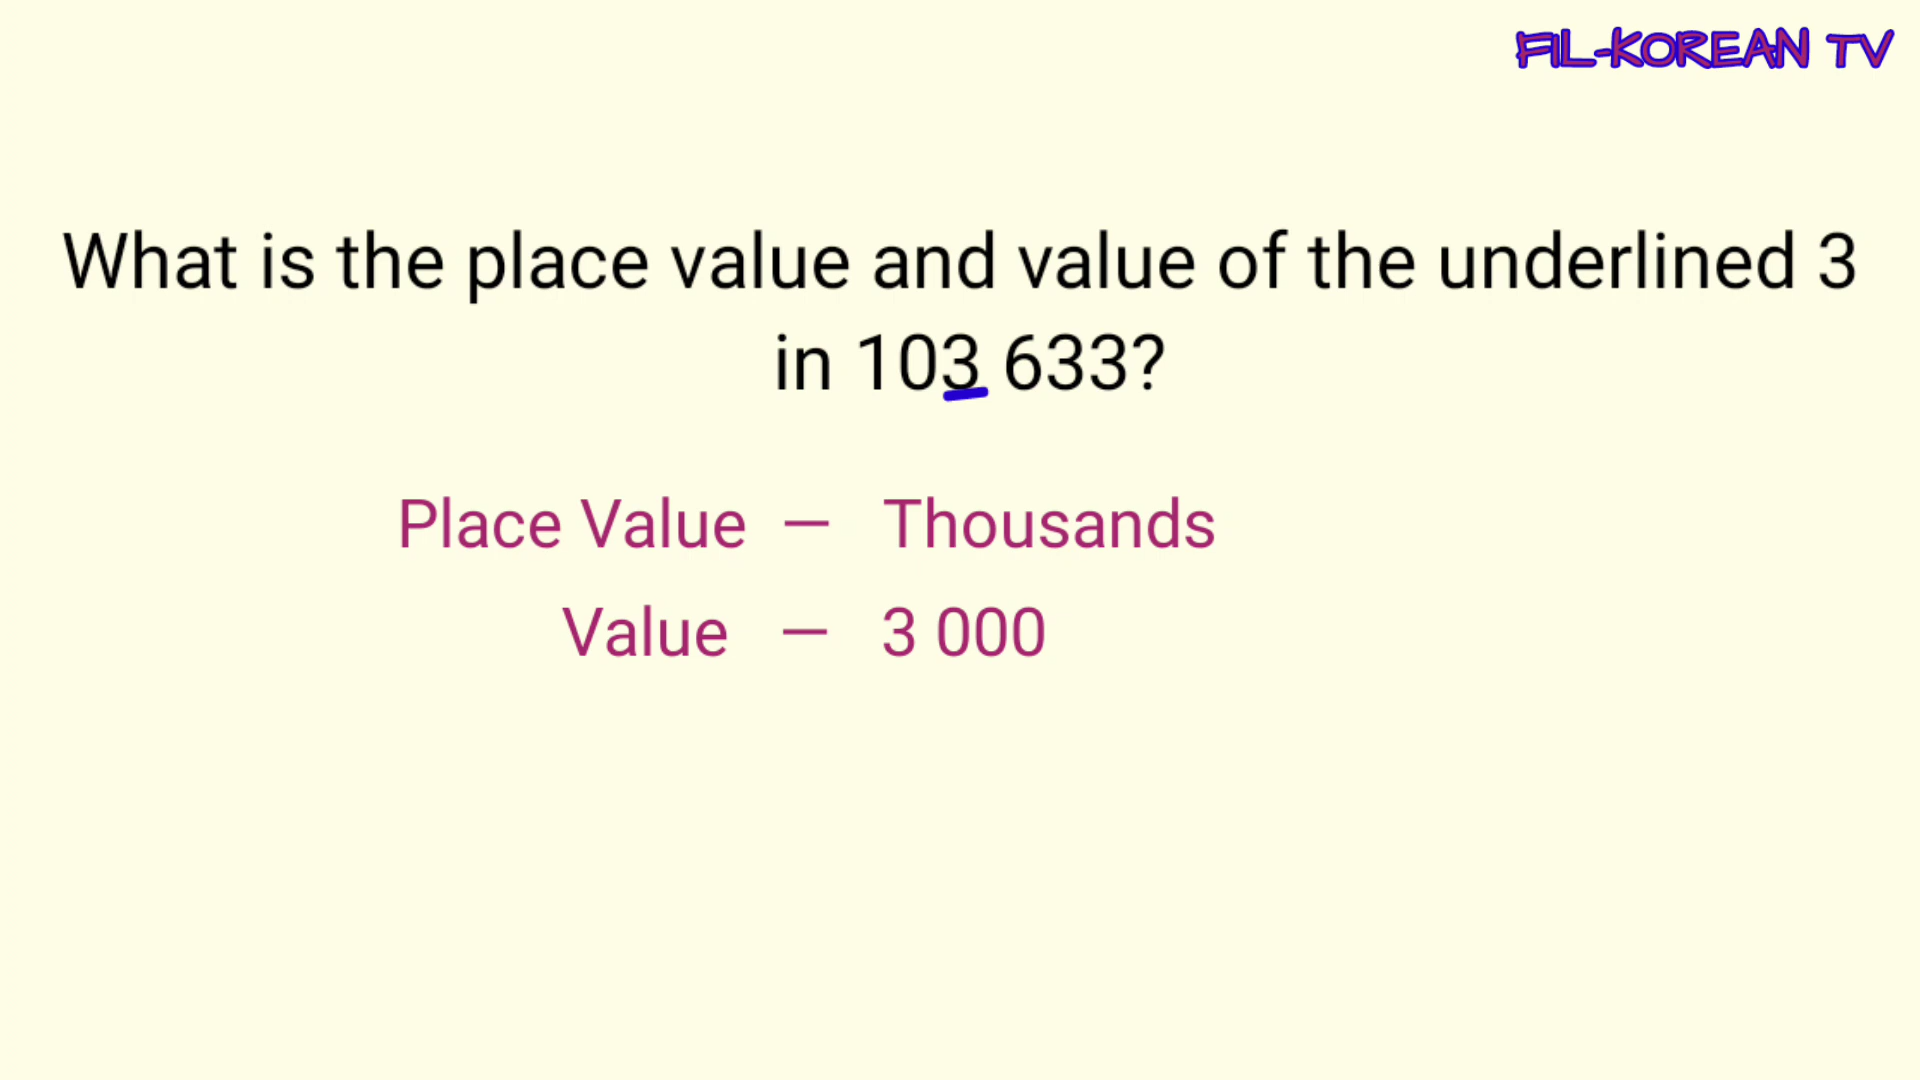 FIL-KOREAN TV
What is the place value and value of the underlined 3
in 103 633?
Place Value — Thousands
Value — 3 000